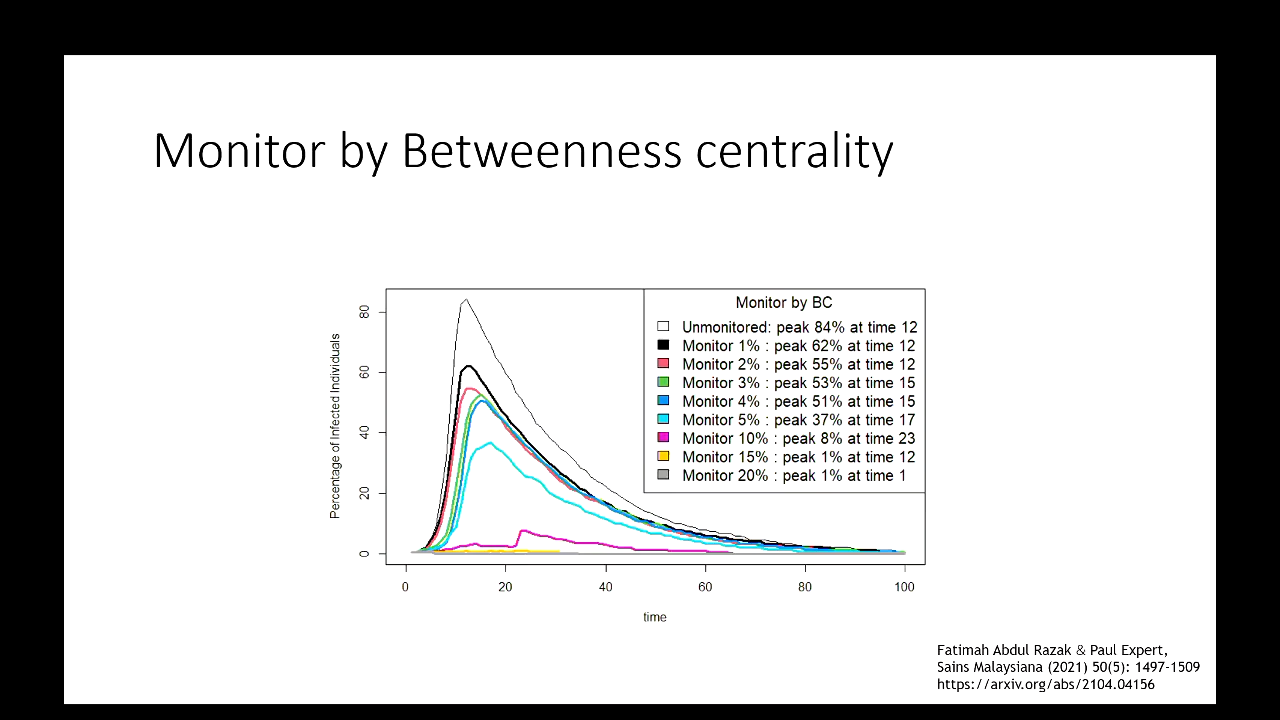 Monitor by Betweenness centrality
Monitor by BC
Unmonitored: peak 84% at time 12
Monitor 1% : peak 62% at time 12
Monitor 2% : peak 55% at time 12
Monitor 3% : peak 53% at time 15
Monitor 4% : peak 51% at time 15
Monitor 5% : peak 37% at time 17
Monitor 10% : peak 8% at time 23
Monitor 15% : peak 1% at time 12
Monitor 20% : peak 1% at time 1
Percentage of Infected Individuals
80
60
40
20
0
0 20 40 60 80 100
time
Fatimah Abdul Razak & Paul Expert,
Sains Malaysiana (2021) 50(5): 1497-1509
https://arxiv.org/abs/2104.04156